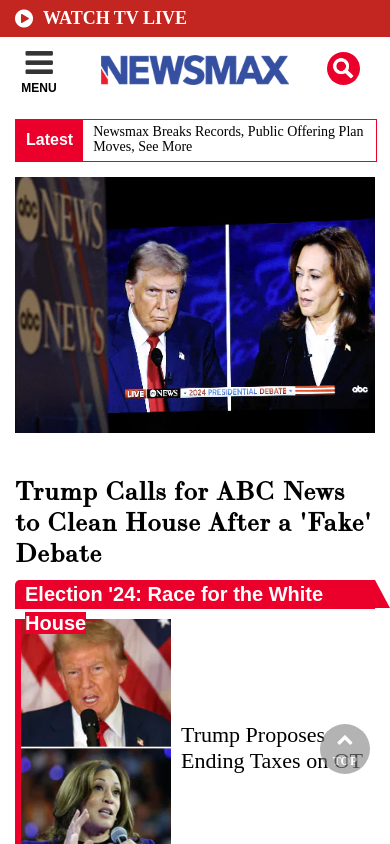 WATCH TV LIVE
MENU
NEWSMAX
Latest
Newsmax Breaks Records, Public Offering Plan
Moves, See More
abc
NEWS
abc
NEWS
LIVE abc NEWS • 2024 PRESIDENTIAL DEBATE •
abc
Trump Calls for ABC News
to Clean House After a 'Fake'
Debate
Election '24: Race for the White
House
Trump Proposes
Ending Taxes on OT
TOP